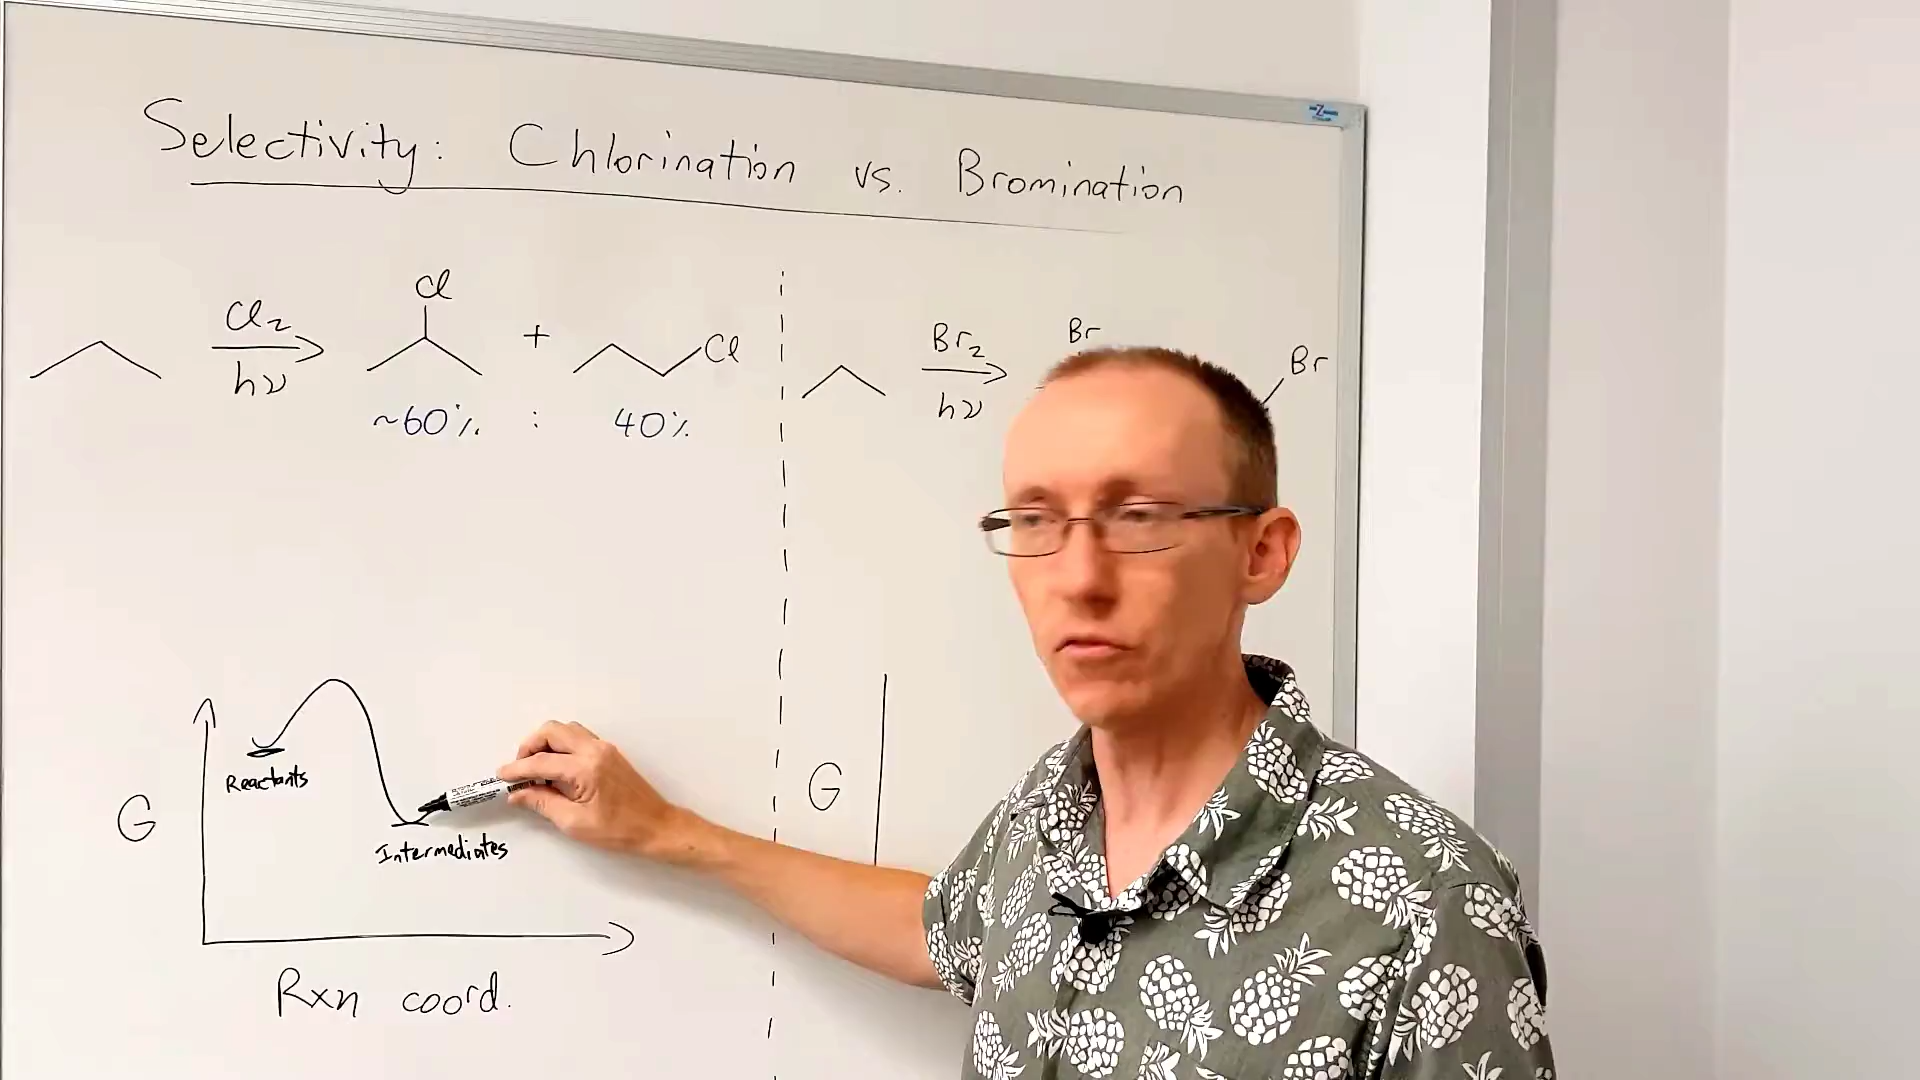 Selectivity: Chlorination vs. Bromination
Cl
Cl2
hν
+
Cl
~60% : 40%
Br2
hν
Br
Br
G
Reactants
Intermediates
Rxn coord.
G